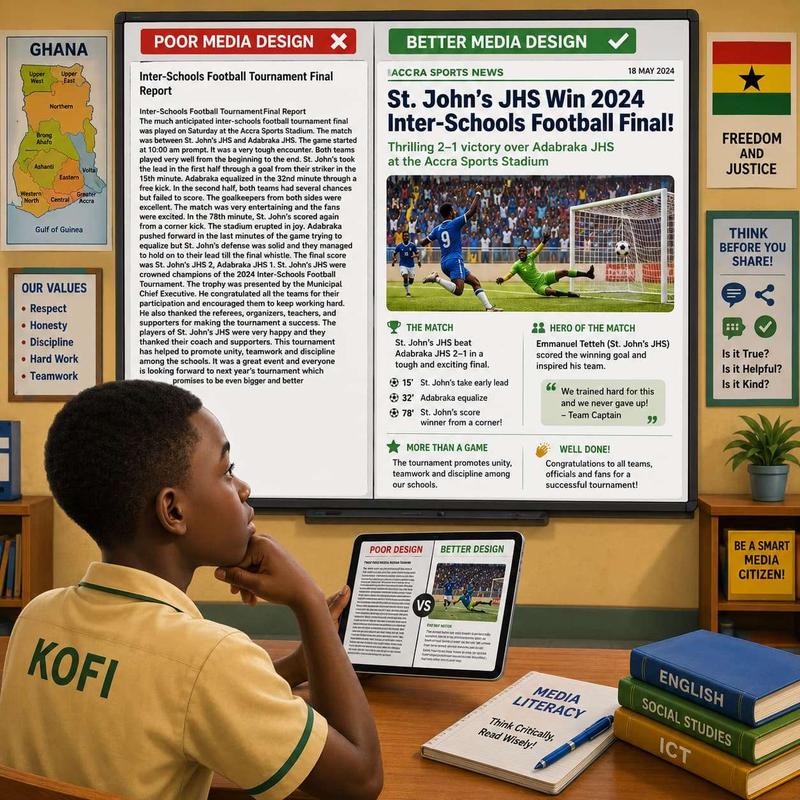 GHANA
Upper West
Upper East
Northern
Brong Ahafo
Ashanti
Eastern
Volta
Western North
Central
Greater Accra
Gulf of Guinea
OUR VALUES
• Respect
• Honesty
• Discipline
• Hard Work
• Teamwork
POOR MEDIA DESIGN
Inter-Schools Football Tournament Final
Report
Inter-Schools Football Tournament Final Report
The much anticipated inter-schools football tournament final
was played on Saturday at the Accra Sports Stadium. The match
was between St. John's JHS and Adabraka JHS. The game started
at 10:00 am prompt. It was a very tough encounter. Both teams
played very well from the beginning to the end. St. John's took
the lead in the first half through a goal from their striker in the
15th minute. Adabraka equalized in the 32nd minute through a
free kick. In the second half, both teams had several chances
but failed to score. The goalkeepers from both sides were
excellent. The match was very entertaining and the fans
were excited. In the 78th minute, St. John's scored again
from a corner kick. The stadium erupted in joy. Adabraka
pushed forward in the last minutes of the game trying to
equalize but St. John's defense was solid and they managed
to hold on to their lead till the final whistle. The final score
was St. John's JHS 2, Adabraka JHS 1. St. John's JHS were
crowned champions of the 2024 Inter-Schools Football
Tournament. The trophy was presented by the Municipal
Chief Executive. He congratulated all the teams for their
participation and encouraged them to keep working hard.
He also thanked the referees, organizers, teachers, and
supporters for making the tournament a success. The
players of St. John's JHS were very happy and they
thanked their coach and supporters. This tournament
has helped to promote unity, teamwork and discipline
among the schools. It was a great event and everyone
is looking forward to next year's tournament which
promises to be even bigger and better
BETTER MEDIA DESIGN
ACCRA SPORTS NEWS
18 MAY 2024
St. John's JHS Win 2024
Inter-Schools Football Final!
Thrilling 2–1 victory over Adabraka JHS
at the Accra Sports Stadium
9
THE MATCH
St. John's JHS beat
Adabraka JHS 2–1 in a
tough and exciting final.
15' St. John's take early lead
32' Adabraka equalize
78' St. John's score
winner from a corner!
HERO OF THE MATCH
Emmanuel Tetteh (St. John's JHS)
scored the winning goal and
inspired his team.
“ We trained hard for this
and we never gave up!
– Team Captain ”
MORE THAN A GAME
The tournament promotes unity,
teamwork and discipline among
our schools.
WELL DONE!
Congratulations to all teams,
officials and fans for a
successful tournament!
FREEDOM
AND
JUSTICE
THINK
BEFORE YOU
SHARE!
Is it True?
Is it Helpful?
Is it Kind?
BE A SMART
MEDIA
CITIZEN!
KOFI
POOR DESIGN
BETTER DESIGN
VS
MEDIA
LITERACY
Think Critically,
Read Wisely!
ENGLISH
SOCIAL STUDIES
ICT